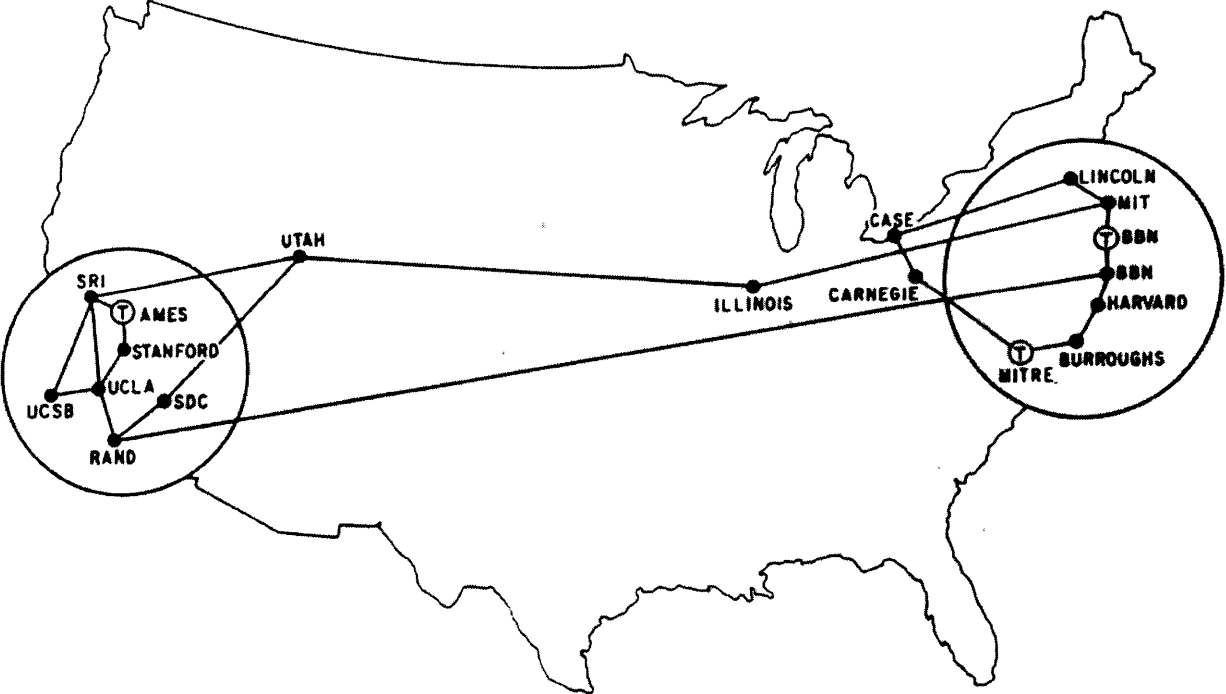 LINCOLN
MIT
CASE
T BBN
UTAH
BBN
SRI
ILLINOIS
CARNEGIE
HARVARD
T AMES
STANFORD
T
BURROUGHS
MITRE
UCLA
SDC
UCSB
RAND